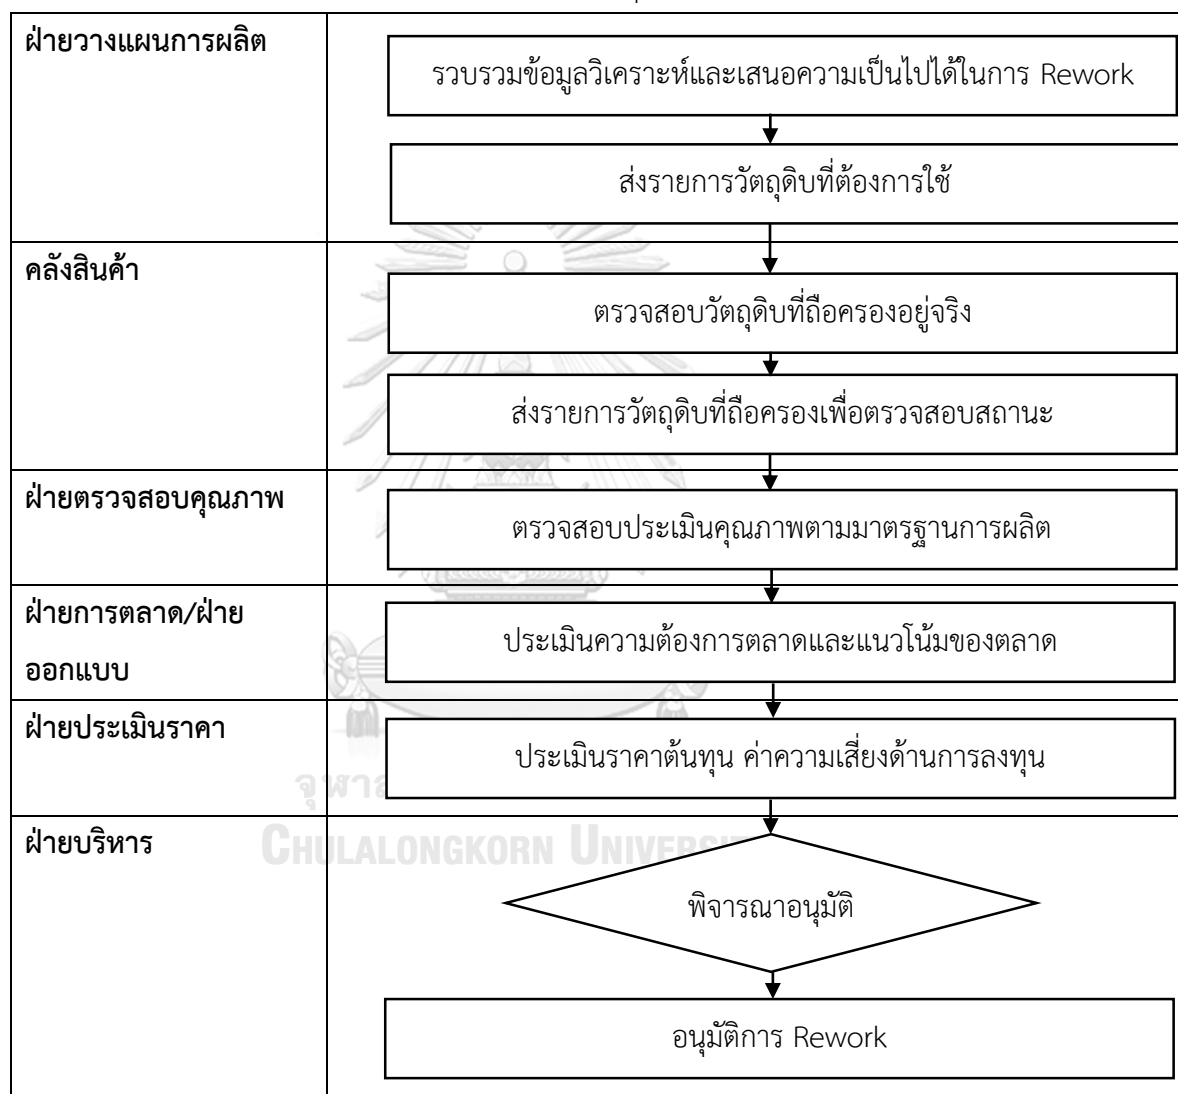 ฝ่ายวางแผนการผลิต
รวบรวมข้อมูลวิเคราะห์และเสนอความเป็นไปได้ในการ Rework
ส่งรายการวัตถุดิบที่ต้องการใช้
คลังสินค้า
ตรวจสอบวัตถุดิบที่ถือครองอยู่จริง
ส่งรายการวัตถุดิบที่ถือครองเพื่อตรวจสอบสถานะ
ฝ่ายตรวจสอบคุณภาพ
ตรวจสอบประเมินคุณภาพตามมาตรฐานการผลิต
ฝ่ายการตลาด/ฝ่าย
ออกแบบ
ประเมินความต้องการตลาดและแนวโน้มของตลาด
ฝ่ายประเมินราคา
ประเมินราคาต้นทุน ค่าความเสี่ยงด้านการลงทุน
ฝ่ายบริหาร
CHULALONGKORN
พิจารณาอนุมัติ
อนุมัติการ Rework